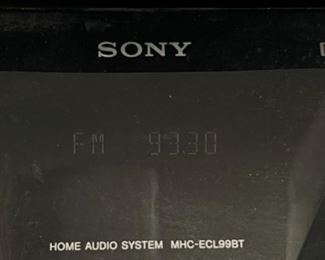 SONY
FM 93.30
HOME AUDIO SYSTEM MHC-ECL99BT